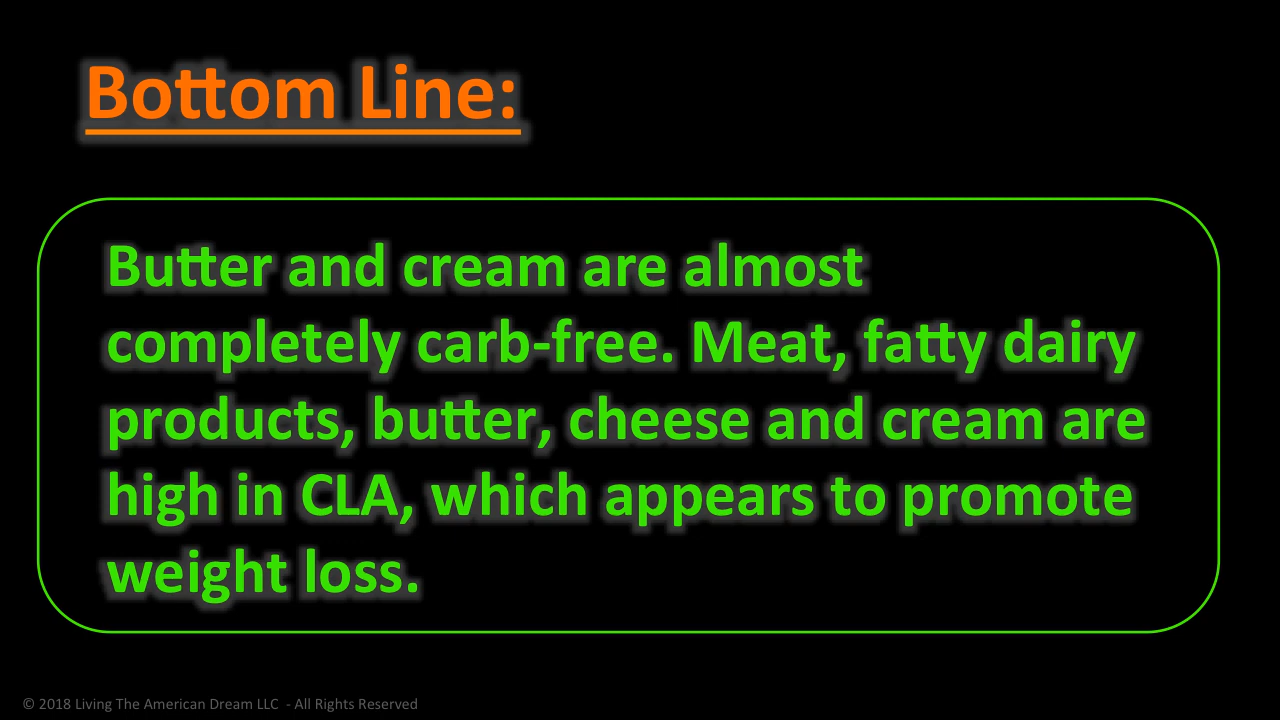 Bottom Line:
Butter and cream are almost
completely carb-free. Meat, fatty dairy
products, butter, cheese and cream are
high in CLA, which appears to promote
weight loss.
© 2018 Living The American Dream LLC  - All Rights Reserved